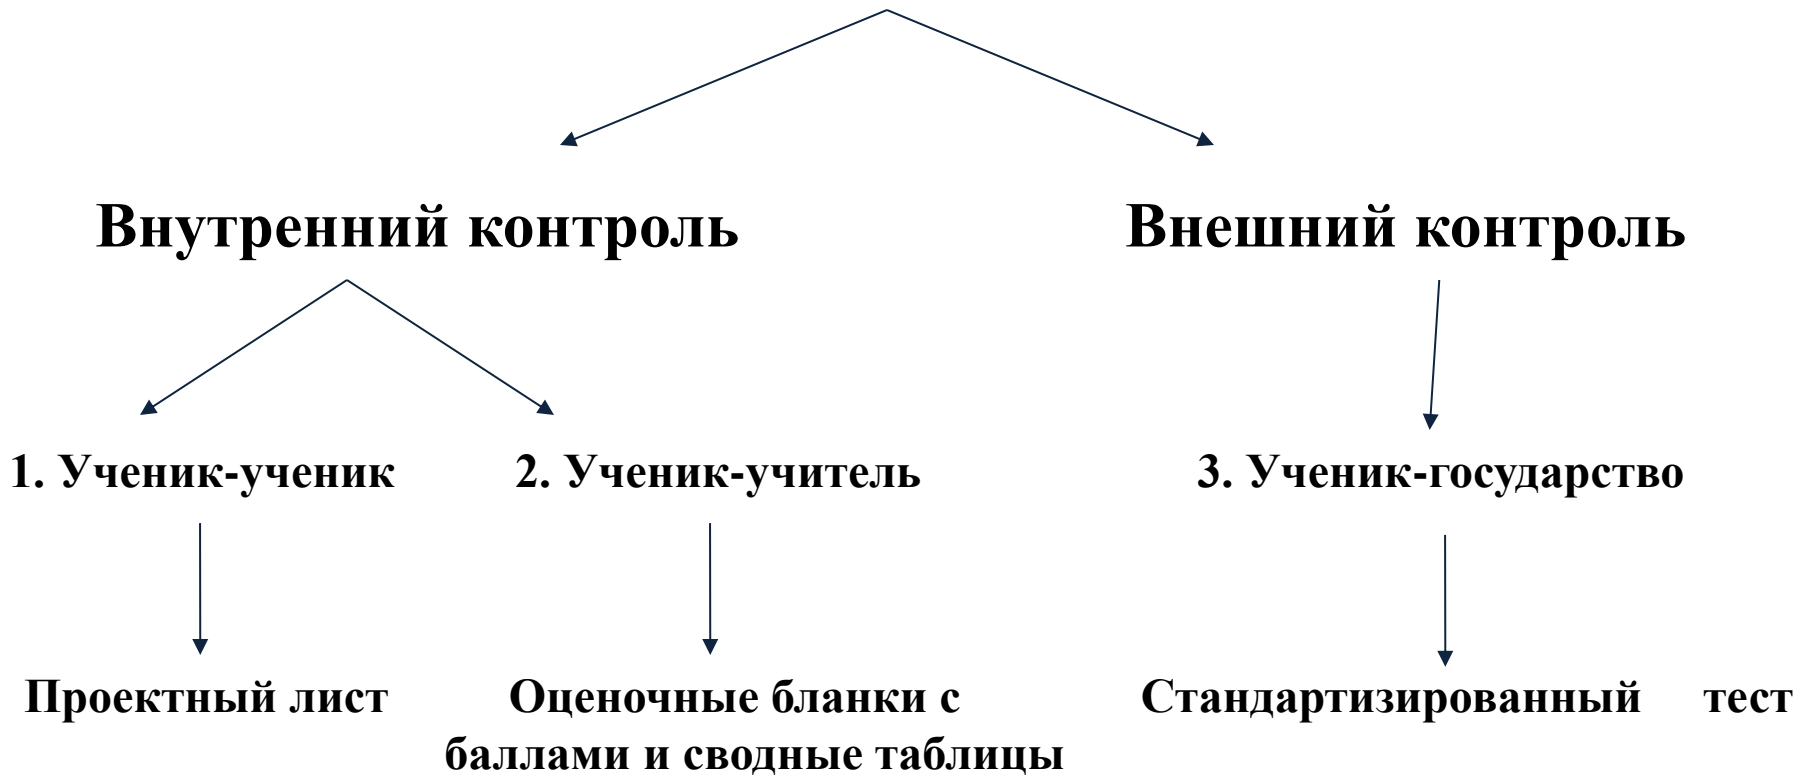 Внутренний контроль
Внешний контроль
1. Ученик-ученик
2. Ученик-учитель
3. Ученик-государство
Проектный лист
Оценочные бланки с
баллами и сводные таблицы
Стандартизированный тест